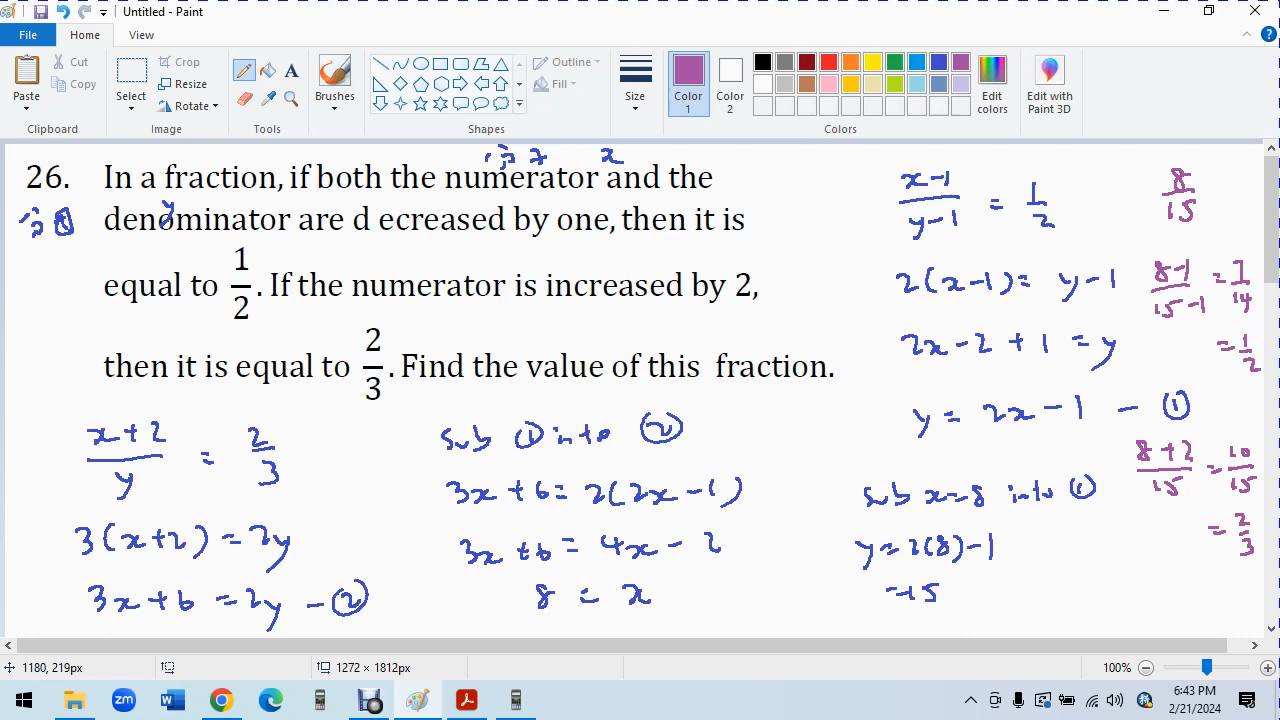 Untitled - Paint
File
Home
View
Paste
Cut
Copy
Clipboard
Select
Crop
Resize
Rotate
Image
Tools
Brushes
Shapes
Outline
Fill
Size
Color 1
Color 2
Colors
Edit colors
Edit with Paint 3D
x
y
26. In a fraction, if both the numerator and the
denominator are d ecreased by one, then it is
equal to 1/2. If the numerator is increased by 2,
then it is equal to 2/3. Find the value of this fraction.
(x+2)/y = 2/3
3(x+2) = 2y
3x+6 = 2y - ②
sub ① into ②
3x+6 = 2(2x-1)
3x+6 = 4x-2
8 = x
(x-1)/(y-1) = 1/2
2(x-1) = y-1
2x-2+1 = y
y = 2x-1 - ①
sub x=8 into ①
y = 2(8)-1
=15
8/15
(8-1)/(15-1) = 7/14
= 1/2
(8+2)/15 = 10/15
= 2/3
1180, 219px
1272 × 1812px
100%
zm
W
6:43 PM
2/21/2024